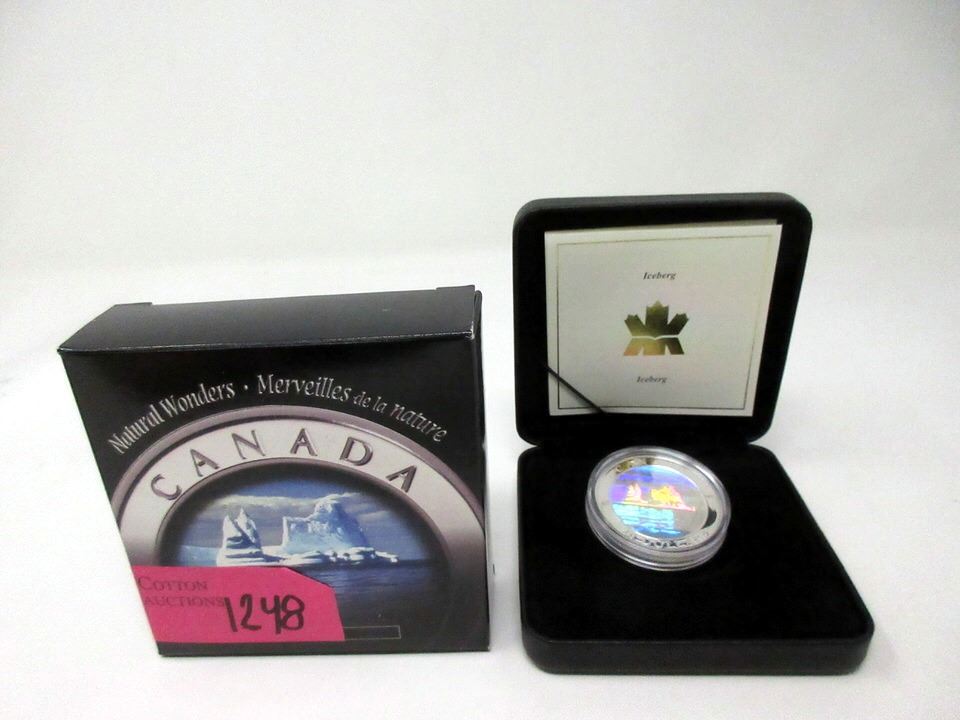 Natural Wonders · Merveilles de la nature
CANADA
COTTON
AUCTIONS
1248
Iceberg
Iceberg